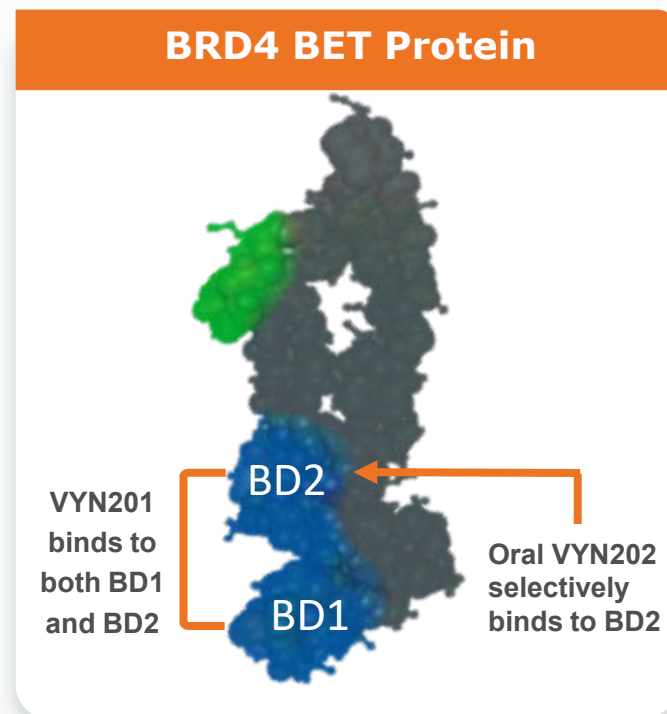 BRD4 BET Protein
BD2
VYN201
binds to
both BD1
and BD2
Oral VYN202
selectively
binds to BD2
BD1